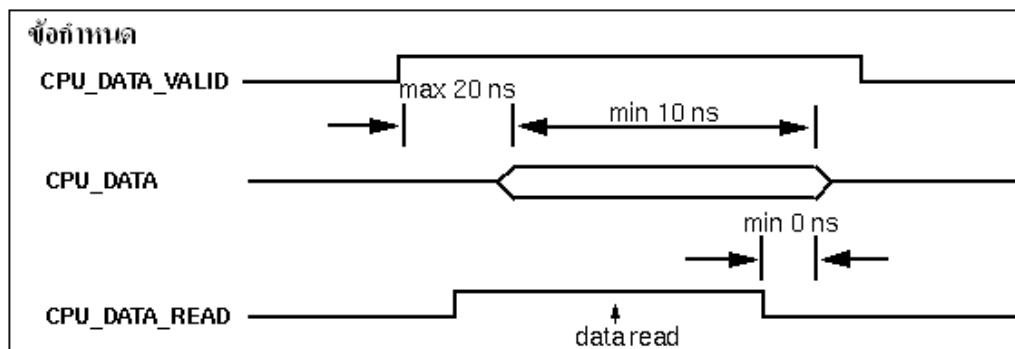 ข้อกำหนด
CPU_DATA_VALID
max 20 ns
min 10 ns
CPU_DATA
min 0 ns
CPU_DATA_READ
data read